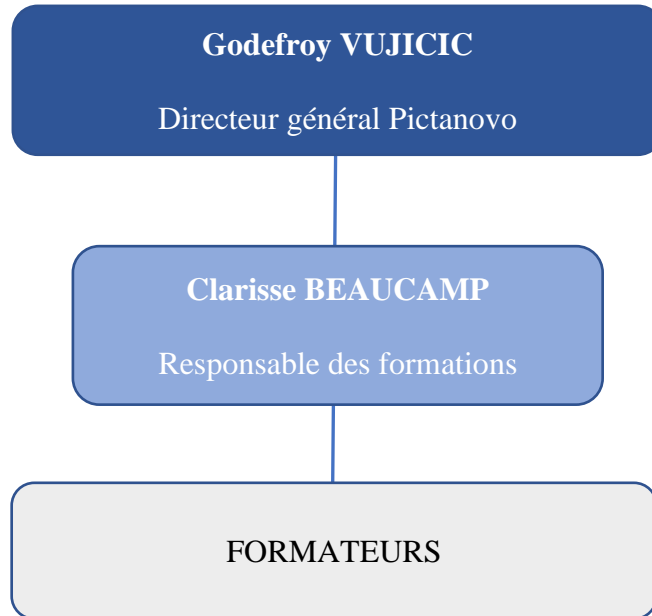 Godefroy VUJICIC
Directeur général Pictanovo
Clarisse BEAUCAMP
Responsable des formations
FORMATEURS